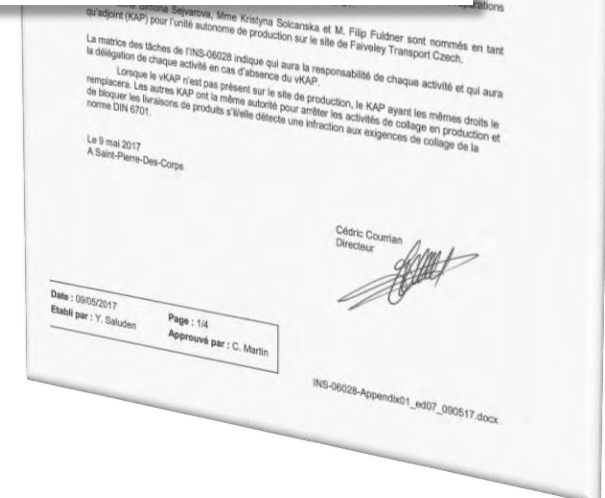 opérations
Simona Sejvarova, Mme Kristyna Solcanska et M. Filip Fuldner sont nommés en tant
qu'adjoint (KAP) pour l'unité autonome de production sur le site de Faiveley Transport Czech.
La matrice des tâches de l'INS-06028 indique qui aura la responsabilité de chaque activité et qui aura
la délégation de chaque activité en cas d'absence du vKAP.
Lorsque le vKAP n'est pas présent sur le site de production, le KAP ayant les mêmes droits le
remplacera. Les autres KAP ont la même autorité pour arrêter les activités de collage en production et
de bloquer les livraisons de produits s'il/elle détecte une infraction aux exigences de collage de la
norme DIN 6701.
Le 9 mai 2017
A Saint-Pierre-Des-Corps
Cédric Courrian
Directeur
Date : 09/05/2017 Page : 1/4
Etabli par : Y. Saluden Approuvé par : C. Martin
INS-06028-Appendix01_ed07_090517.docx